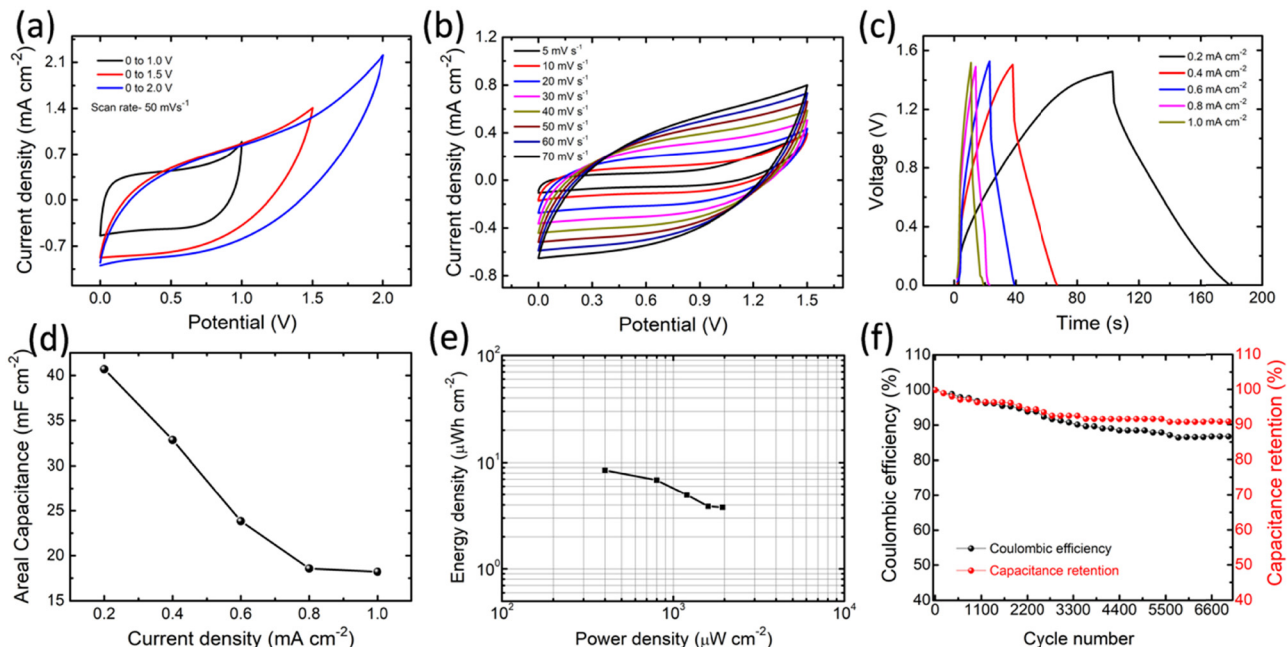 (a)
Current density (mA cm⁻²)
2.1
1.4
0.7
0.0
-0.7
0 to 1.0 V
0 to 1.5 V
0 to 2.0 V
Scan rate- 50 mVs⁻¹
0.0 0.5 1.0 1.5 2.0
Potential (V)
(b)
Current density (mA cm⁻²)
1.2
0.8
0.4
0.0
-0.4
-0.8
5 mV s⁻¹
10 mV s⁻¹
20 mV s⁻¹
30 mV s⁻¹
40 mV s⁻¹
50 mV s⁻¹
60 mV s⁻¹
70 mV s⁻¹
0.0 0.3 0.6 0.9 1.2 1.5
Potential (V)
(c)
Voltage (V)
1.6
1.2
0.8
0.4
0.0
0.2 mA cm⁻²
0.4 mA cm⁻²
0.6 mA cm⁻²
0.8 mA cm⁻²
1.0 mA cm⁻²
0 40 80 120 160 200
Time (s)
(d)
Areal Capacitance (mF cm⁻²)
40
35
30
25
20
15
0.2 0.4 0.6 0.8 1.0
Current density (mA cm⁻²)
(e)
Energy density (μWh cm⁻²)
10²
10¹
10⁰
10² 10³ 10⁴
Power density (μW cm⁻²)
(f)
Coulombic efficiency (%)
110
100
90
80
70
60
50
40
Coulombic efficiency
Capacitance retention
0 1100 2200 3300 4400 5500 6600
Cycle number
110
100
90
80
70
60
50
40
Capacitance retention (%)